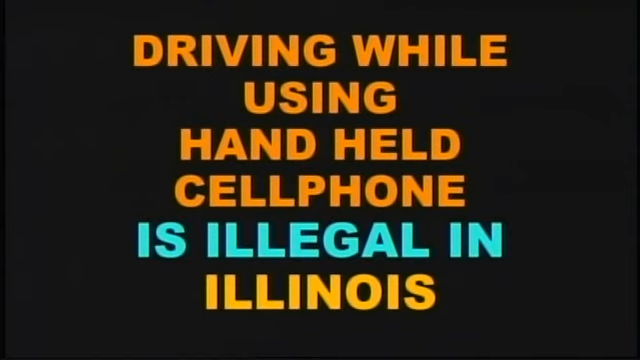 DRIVING WHILE
USING
HAND HELD
CELLPHONE
IS ILLEGAL IN
ILLINOIS